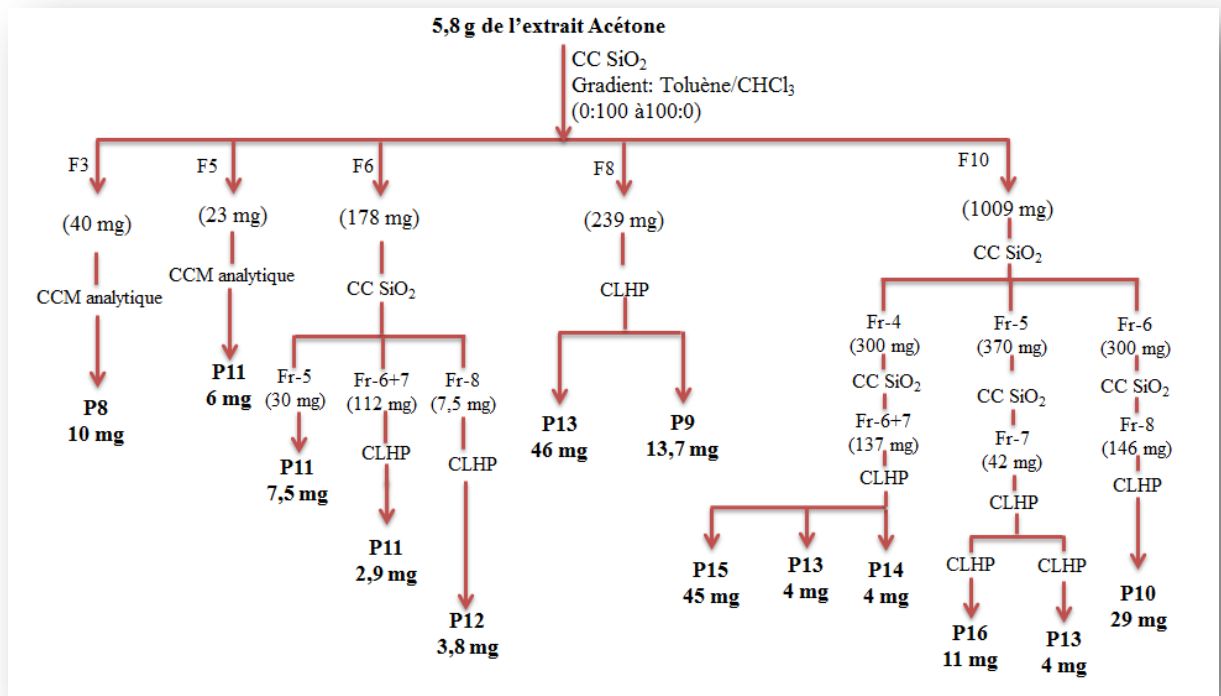 5,8 g de l'extrait Acétone
CC SiO₂
Gradient: Toluène/CHCl₃
(0:100 à100:0)
F3
F5
F6
F8
F10
(40 mg)
(23 mg)
(178 mg)
(239 mg)
(1009 mg)
CCM analytique
CCM analytique
CC SiO₂
CLHP
CC SiO₂
P8
10 mg
P11
6 mg
Fr-5
(30 mg)
Fr-6+7
(112 mg)
Fr-8
(7,5 mg)
P11
7,5 mg
CLHP
P11
2,9 mg
CLHP
P12
3,8 mg
P13
46 mg
P9
13,7 mg
Fr-4
(300 mg)
CC SiO₂
Fr-6+7
(137 mg)
CLHP
P15
45 mg
P13
4 mg
P14
4 mg
Fr-5
(370 mg)
CC SiO₂
Fr-7
(42 mg)
CLHP
CLHP
CLHP
P16
11 mg
P13
4 mg
Fr-6
(300 mg)
CC SiO₂
Fr-8
(146 mg)
CLHP
P10
29 mg